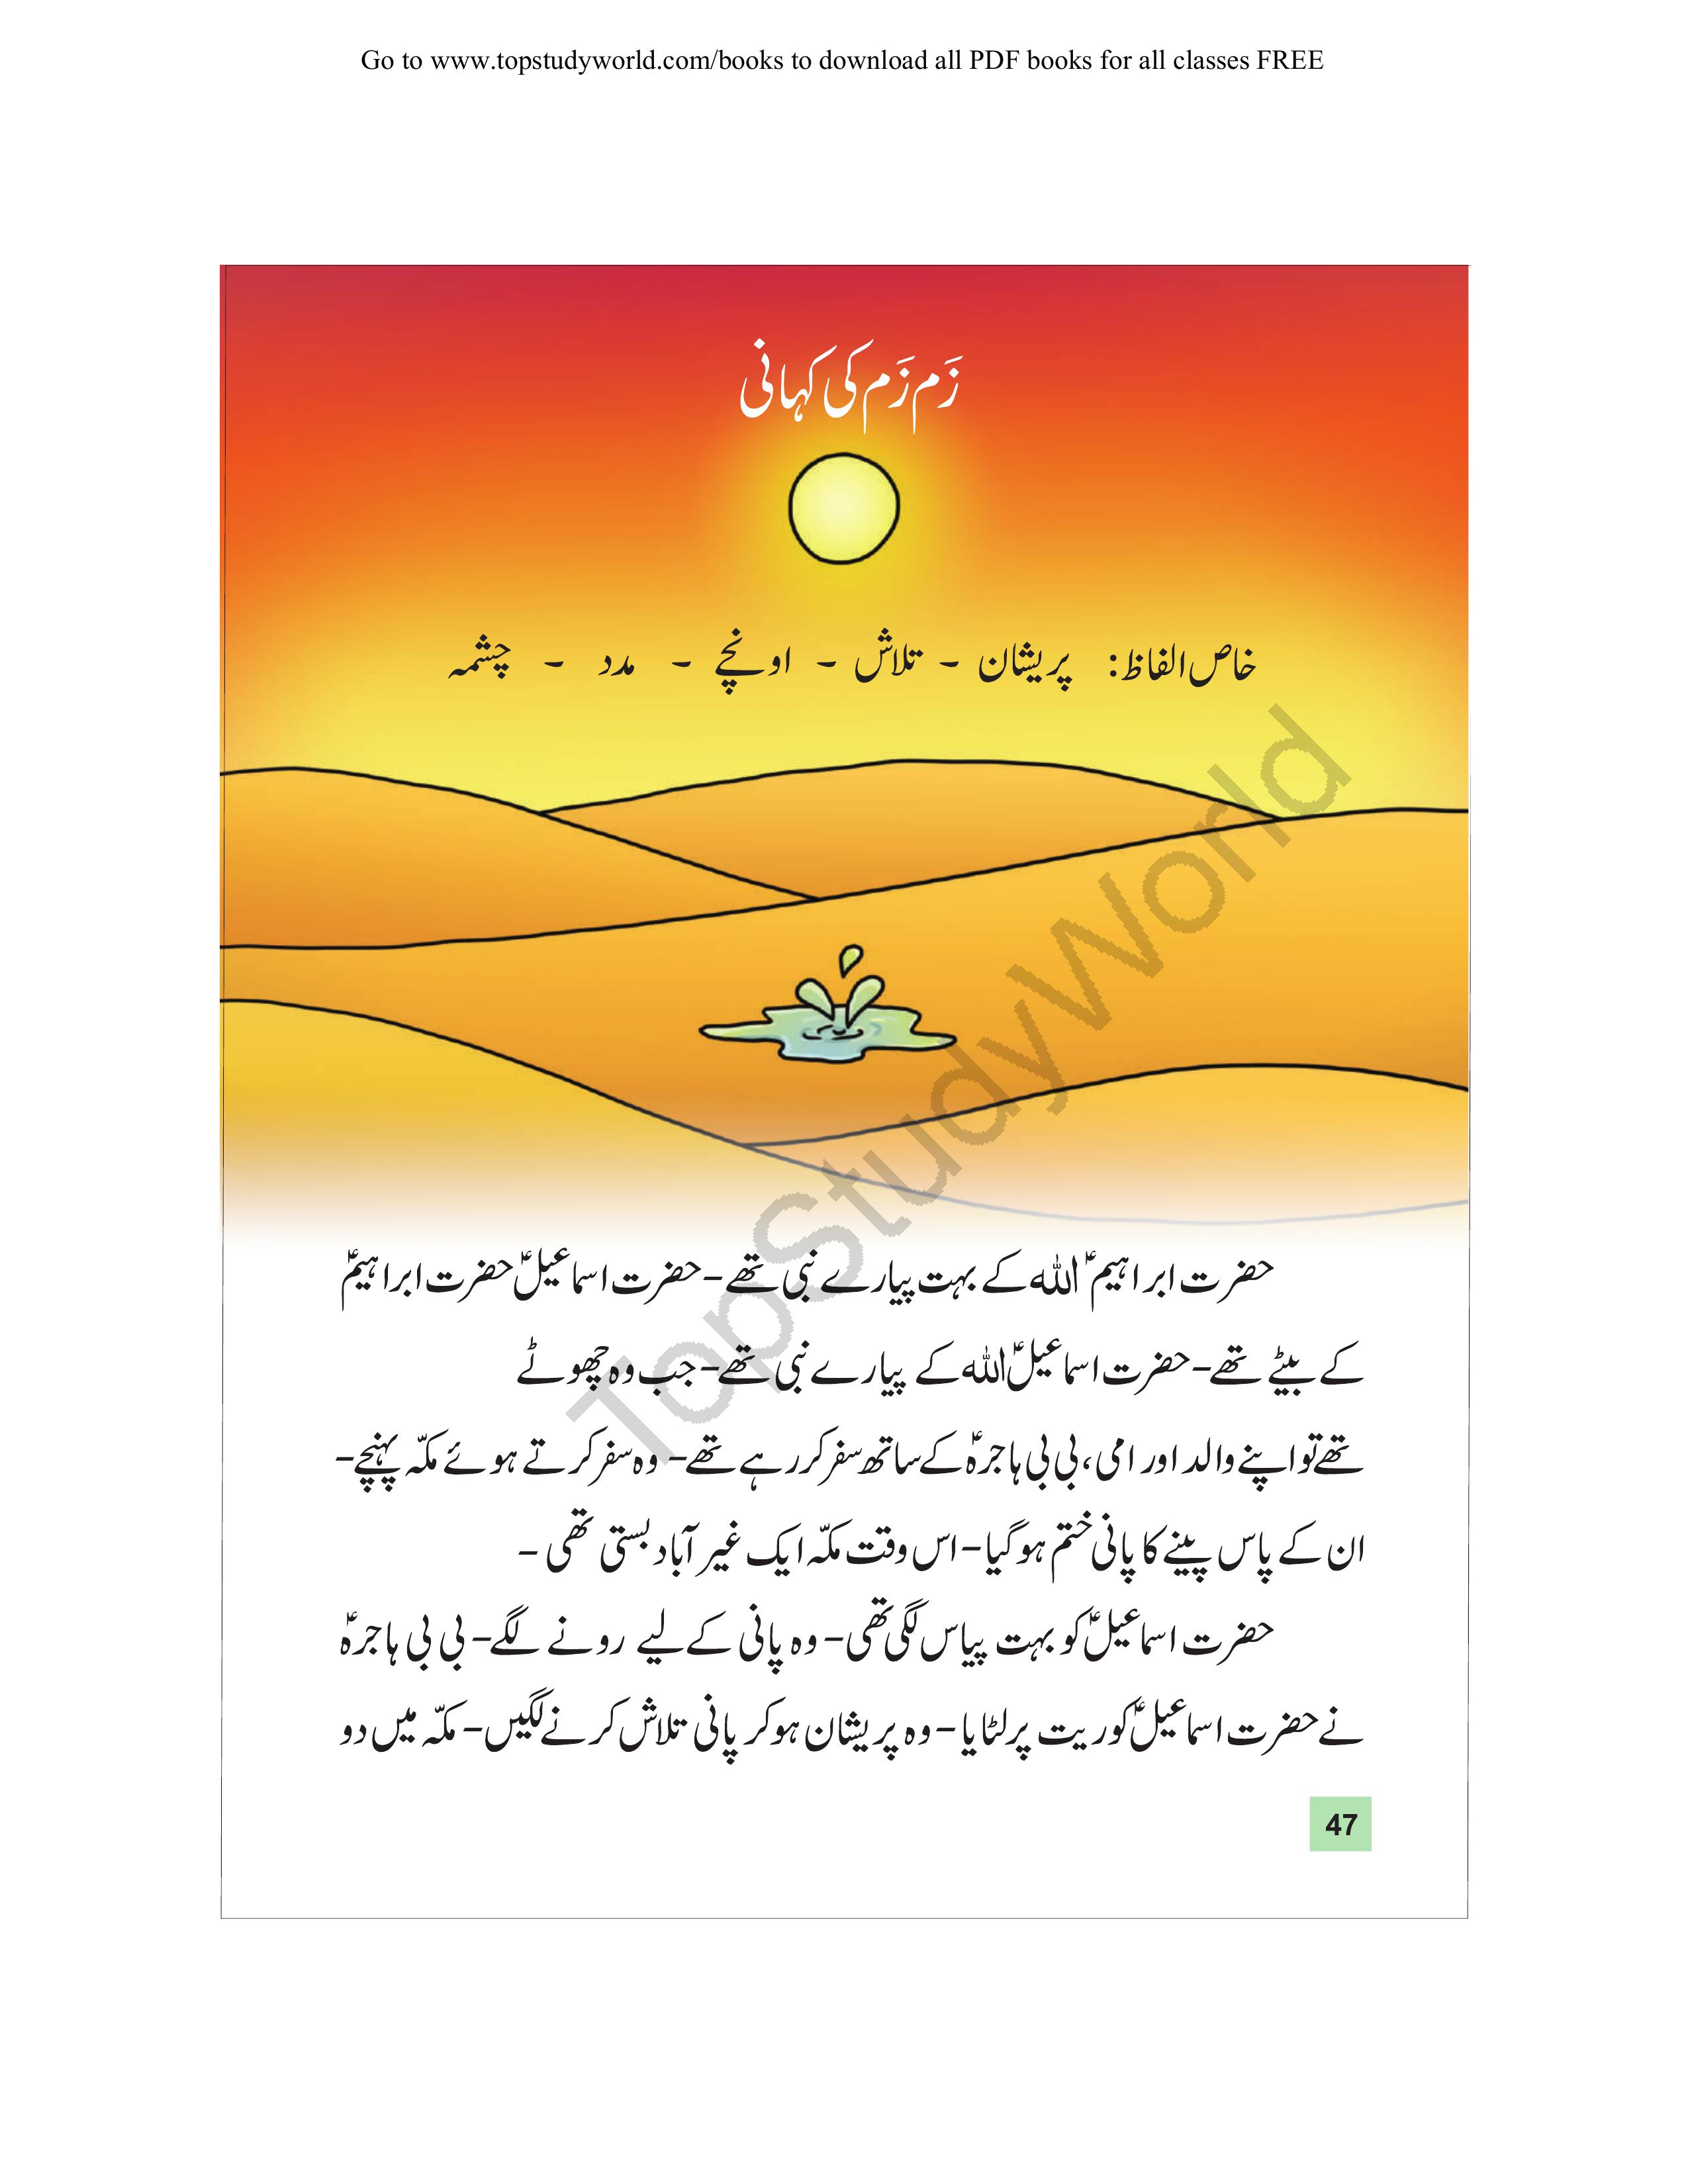 Go to www.topstudyworld.com/books to download all PDF books for all classes FREE
زَم زَم کی کہانی
خاص الفاظ: پریشان - تلاش - اونچے - مدد - چشمہ
حضرت ابراہیمؑ اللہ کے بہت پیارے نبی تھے- حضرت اسماعیلؑ حضرت ابراہیمؑ
کے بیٹے تھے- حضرت اسماعیلؑ اللہ کے پیارے نبی تھے- جب وہ چھوٹے
تھے تو اپنے والد اور امی، بی بی ہاجرہؑ کے ساتھ سفر کر رہے تھے- وہ سفر کرتے ہوئے مکّہ پہنچے-
ان کے پاس پینے کا پانی ختم ہو گیا- اس وقت مکّہ ایک غیر آباد بستی تھی -
حضرت اسماعیلؑ کو بہت پیاس لگی تھی- وہ پانی کے لیے رونے لگے- بی بی ہاجرہؑ
نے حضرت اسماعیلؑ کو ریت پر لٹایا- وہ پریشان ہو کر پانی تلاش کرنے لگیں- مکّہ میں دو
TopStudyWorld
47